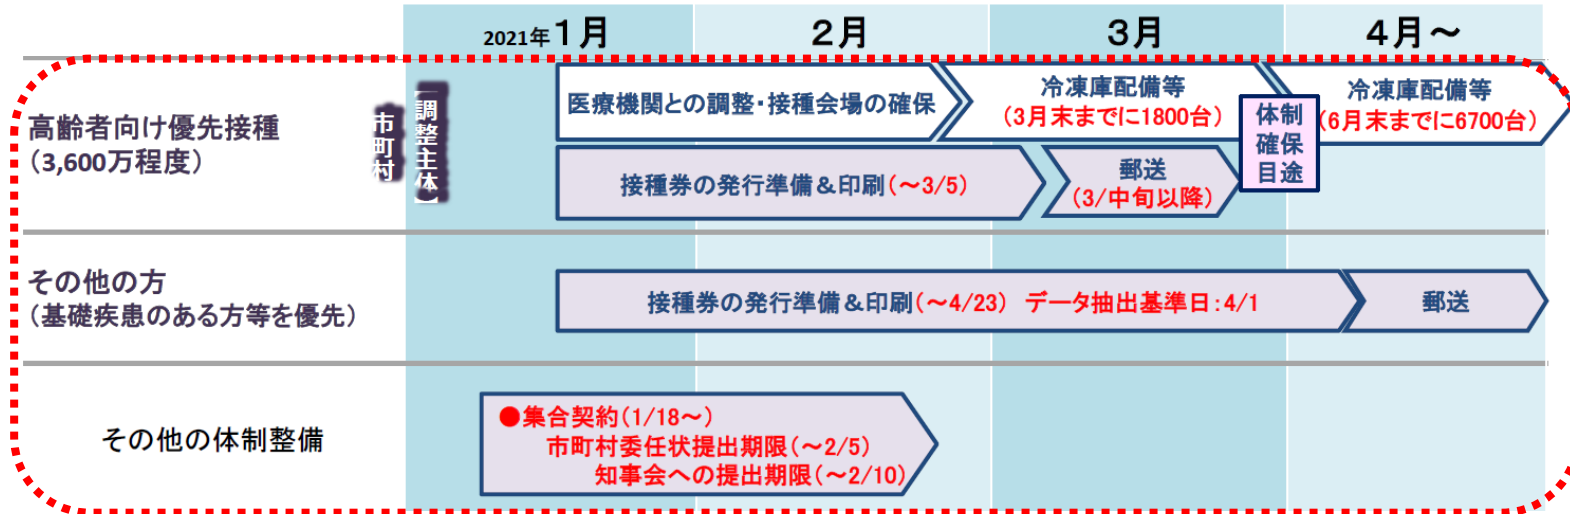 2021年1月
2月
3月
4月～
高齢者向け優先接種
（3,600万程度）
市町村
【調整主体】
医療機関との調整・接種会場の確保
冷凍庫配備等
（3月末までに1800台）
体制
確保
目途
冷凍庫配備等
（6月末までに6700台）
接種券の発行準備＆印刷（～3/5）
郵送
（3/中旬以降）
その他の方
（基礎疾患のある方等を優先）
接種券の発行準備＆印刷（～4/23） データ抽出基準日：4/1
郵送
その他の体制整備
●集合契約（1/18～）
市町村委任状提出期限（～2/5）
知事会への提出期限（～2/10）